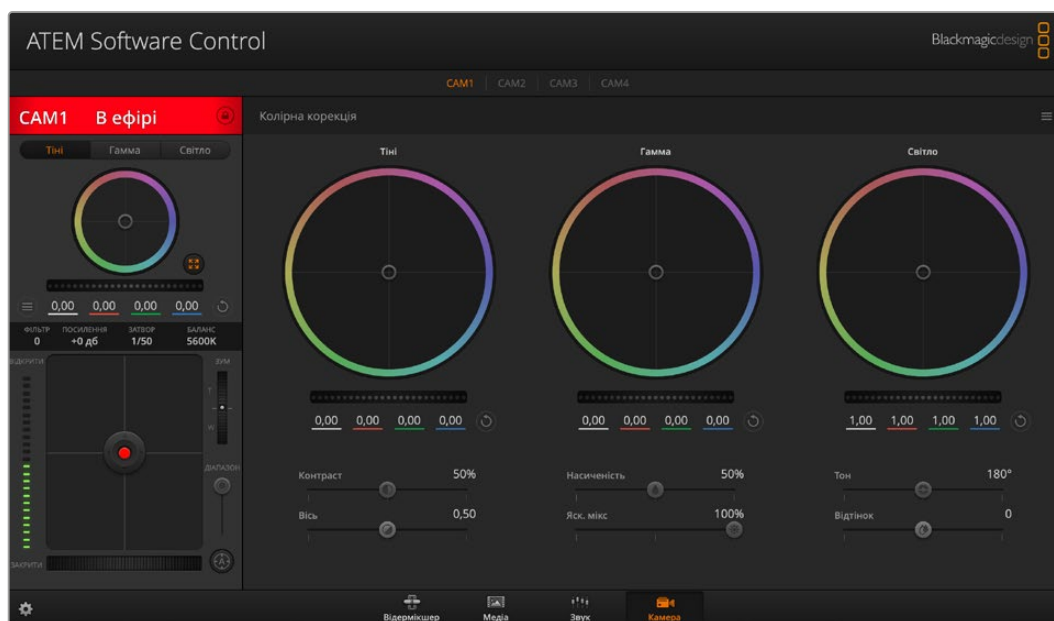 ATEM Software Control
Blackmagicdesign
CAM1 CAM2 CAM3 CAM4
CAM1 В ефірі
Колірна корекція
Тіні Гамма Світло
Тіні Гамма Світло
0,00 0,00 0,00 0,00
ФІЛЬТР ПОСИЛЕННЯ ЗАТВОР БАЛАНС
0 +0 дб 1/50 5600K
ВІДКРИТИ ЗУМ
T
W
ДІАПАЗОН
ЗАКРИТИ
A
0,00 0,00 0,00 0,00 0,00 0,00 0,00 0,00 1,00 1,00 1,00 1,00
Контраст 50% Насиченість 50% Тон 180°
Вісь 0,50 Яск. мікс 100% Відтінок 0
Відермікшер Медіа Звук Камера